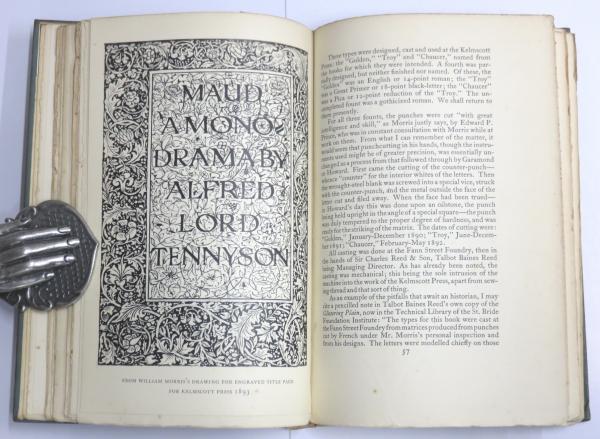 MAUD
A MONO
DRAMA BY
ALFRED
LORD
TENNYSON
FROM WILLIAM MORRIS'S DRAWING FOR ENGRAVED TITLE PAGE
FOR KELMSCOTT PRESS 1893
Three types were designed, cast and used at the Kelmscott
Press: the "Golden," "Troy" and "Chaucer," named from
the books for which they were intended. A fourth was par-
tially designed, but neither finished nor named. Of these, the
was an English or 14-point roman; the "Troy"
a Great Primer or 18-point black-letter; the "Chaucer"
a Pica or 12-point reduction of the "Troy." The un-
completed fount was a gothicized roman. We shall return to
them presently.
For all three founts, the punches were cut "with great
intelligence and skill," as Morris justly says, by Edward P.
Prince, who was in constant consultation with Morris while at
work on them. From what I can remember of the matter, it
would seem that punchcutting in his hands, though the instru-
ments used might be of greater precision, was essentially un-
changed as a process from that followed through by Garamond
to Howard. First came the cutting of the counter-punch—
whence "counter" for the interior whites of the letters. Then
the wrought-steel blank was screwed into a special vice, struck
with the counter-punch, and the metal outside the face of the
letter cut and filed away. When the face had been trued—
in Howard's day this was done upon an oilstone, the punch
being held upright in the angle of a special square—the punch
was duly tempered to the proper degree of hardness, and was
ready for the striking of the matrix. The dates of cutting were:
"Golden," January-December 1890; "Troy," June-Decem-
ber 1891; "Chaucer," February-May 1892.
All casting was done at the Fann Street Foundry, then in
the hands of Sir Charles Reed & Son, Talbot Baines Reed
being Managing Director. As has already been noted, the
casting was mechanical; this being the sole intrusion of the
machine into the work of the Kelmscott Press, apart from sew-
ing thread and that sort of thing.
As an example of the pitfalls that await an historian, I may
cite a pencilled note in Talbot Baines Reed's own copy of the
Glittering Plain, now in the Technical Library of the St. Bride
Foundation Institute: "The types for this book were cast at
the Fann Street Foundry from matrices produced from punches
cut by French under Mr. Morris's personal inspection and
from his designs. The letters were modelled chiefly on those
57